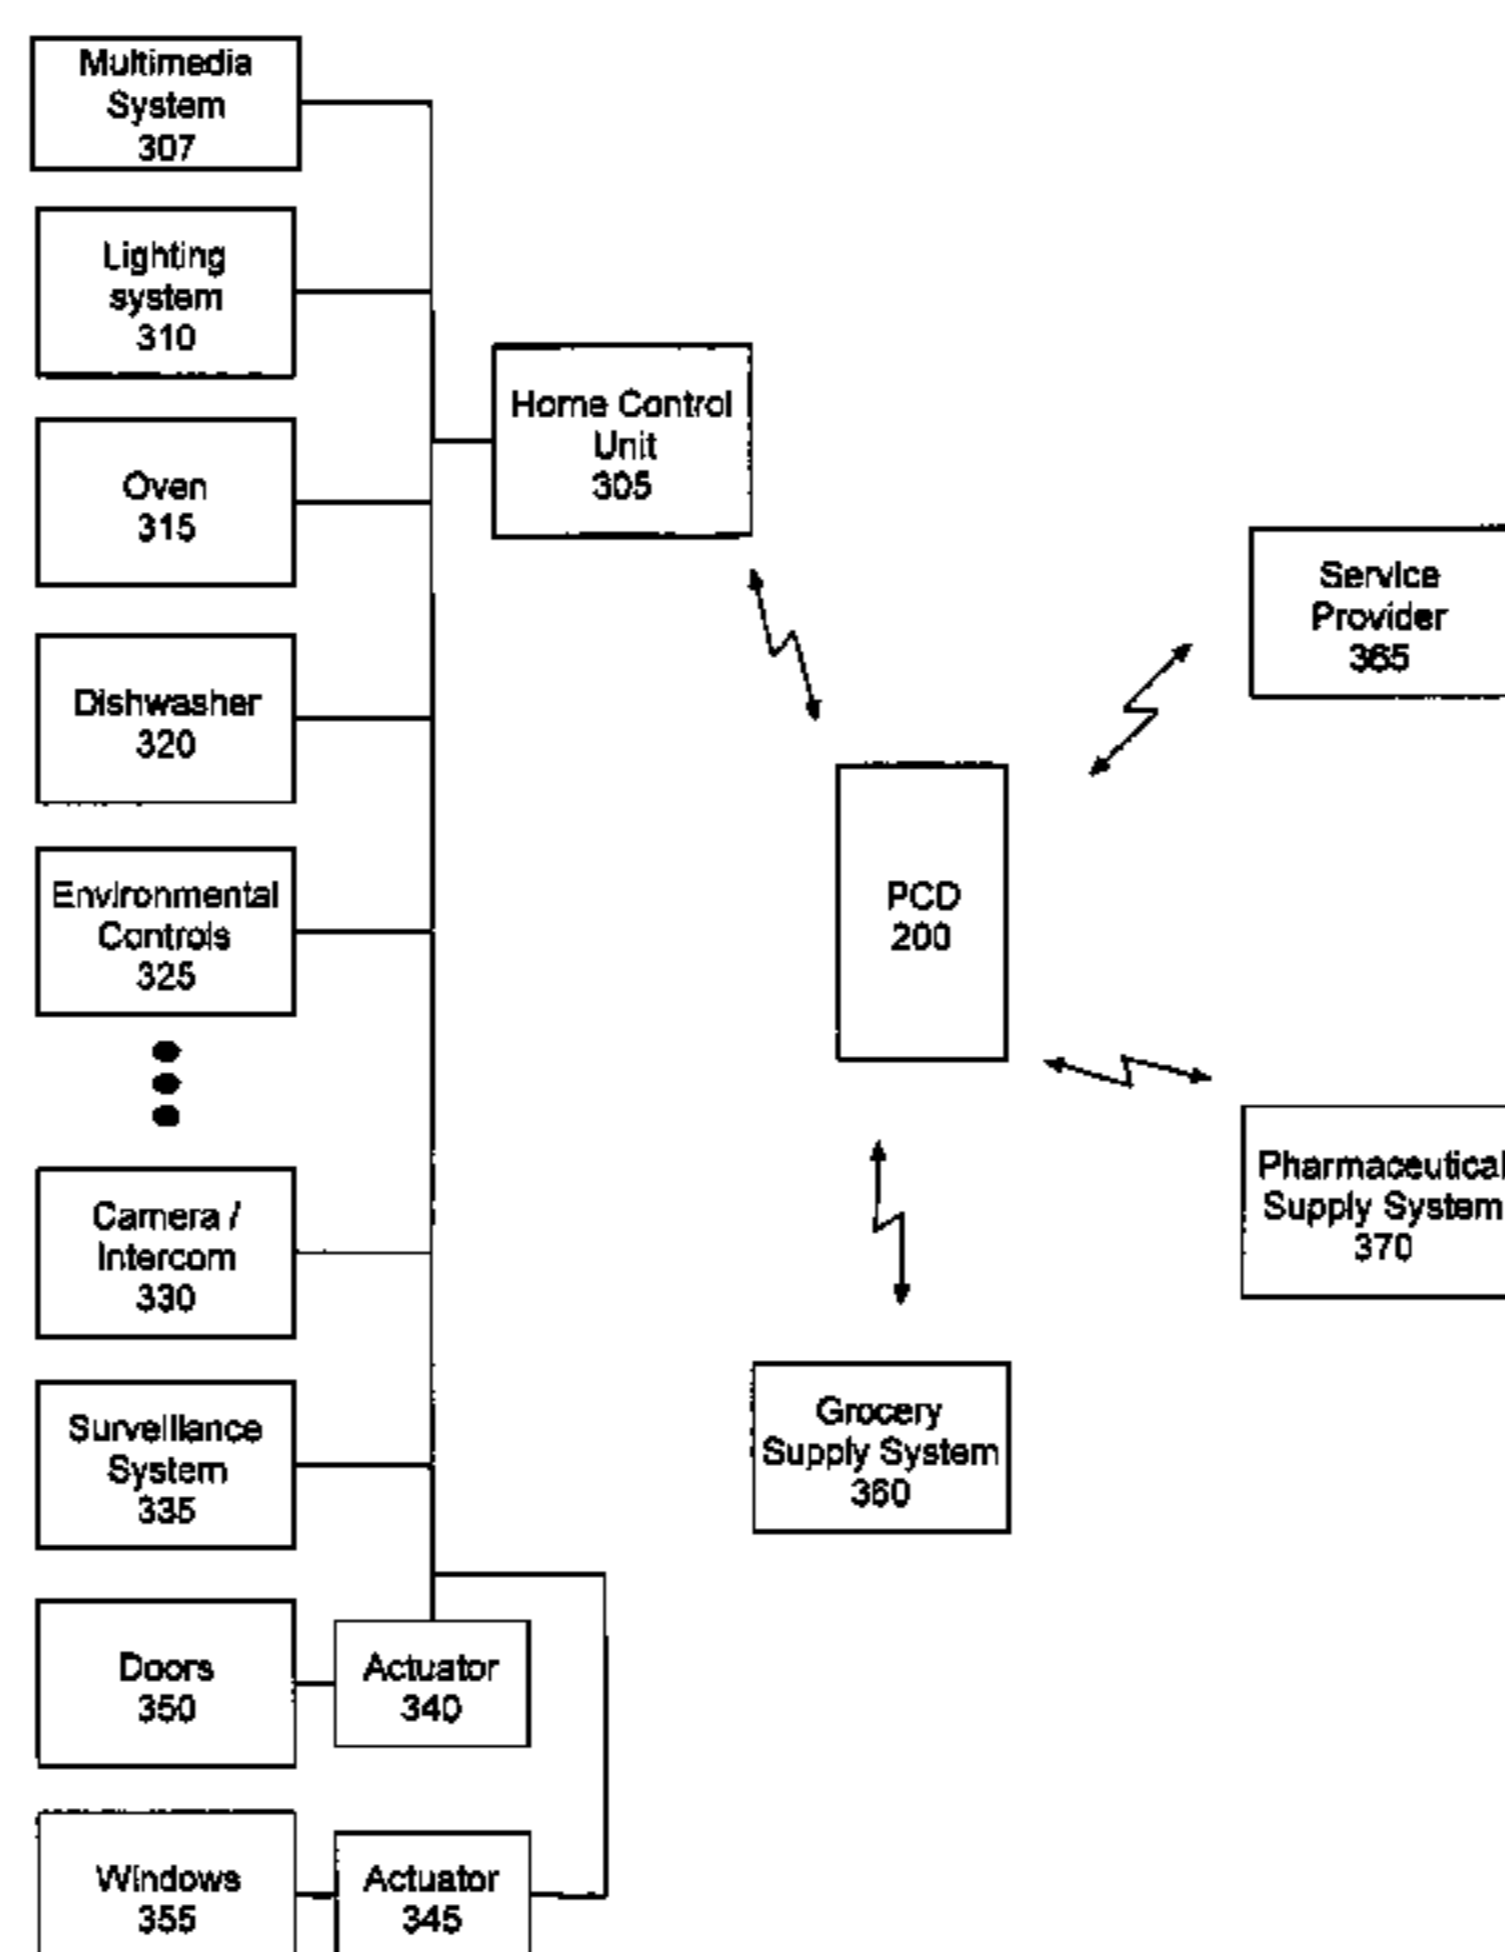 Multimedia
System
307
Lighting
system
310
Oven
315
Dishwasher
320
Environmental
Controls
325
Camera /
Intercom
330
Surveillance
System
335
Doors
350
Windows
355
Actuator
340
Actuator
345
Home Control
Unit
305
PCD
200
Grocery
Supply System
360
Service
Provider
365
Pharmaceutical
Supply System
370